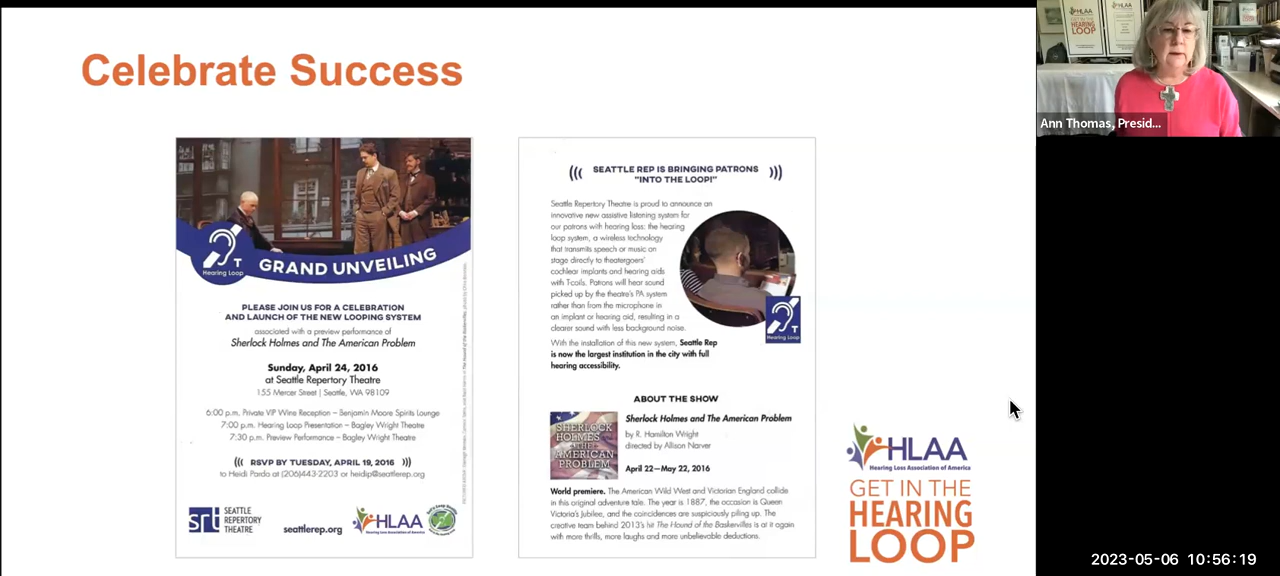 Celebrate Success
Hearing Loop
T
GRAND UNVEILING
PLEASE JOIN US FOR A CELEBRATION
AND LAUNCH OF THE NEW LOOPING SYSTEM
associated with a preview performance of
Sherlock Holmes and The American Problem
Sunday, April 24, 2016
at Seattle Repertory Theatre
155 Mercer Street | Seattle, WA 98109
6:00 p.m. Private VIP Wine Reception – Benjamin Moore Spirits Lounge
7:00 p.m. Hearing Loop Presentation – Bagley Wright Theatre
7:30 p.m. Preview Performance – Bagley Wright Theatre
((( RSVP BY TUESDAY, APRIL 19, 2016 )))
to Heidi Pardo at (206)443-2203 or heidip@seattlerep.org
srt SEATTLE
REPERTORY
THEATRE
seattlerep.org
HLAA
Hearing Loss Association of America
((( SEATTLE REP IS BRINGING PATRONS
"INTO THE LOOP!" )))
Seattle Repertory Theatre is proud to announce an
innovative new assistive listening system for
our patrons with hearing loss: the hearing
loop system, a wireless technology
that transmits speech or music on
stage directly to theatergoers'
cochlear implants and hearing aids
with T-coils. Patrons will hear sound
picked up by the theatre's PA system
rather than from the microphone in
an implant or hearing aid, resulting in a
clearer sound with less background noise.
T
Hearing Loop
With the installation of this new system, Seattle Rep
is now the largest institution in the city with full
hearing accessibility.
ABOUT THE SHOW
SHERLOCK
HOLMES
AMERICAN
PROBLEM
Sherlock Holmes and The American Problem
by R. Hamilton Wright
directed by Allison Narver
April 22—May 22, 2016
World premiere. The American Wild West and Victorian England collide
in this original adventure tale. The year is 1887, the occasion is Queen
Victoria's Jubilee, and the coincidences are suspiciously piling up. The
creative team behind 2013's hit The Hound of the Baskervilles is at it again
with more thrills, more laughs and more unbelievable deductions.
HLAA
Hearing Loss Association of America
GET IN THE
HEARING
LOOP
HLAA
GET IN THE
HEARING
LOOP
HLAA
Ann Thomas, Presid...
2023-05-06 10:56:19